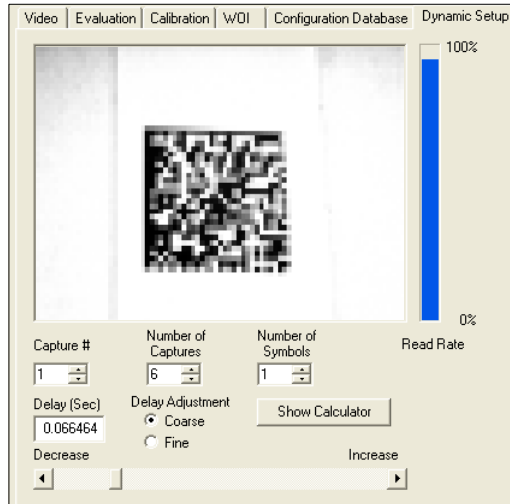 Video Evaluation Calibration WOI Configuration Database Dynamic Setup
100%
0%
Read Rate
Capture #
Number of
Captures
Number of
Symbols
1
6
1
Delay (Sec)
0.066464
Delay Adjustment
Coarse
Fine
Show Calculator
Decrease
Increase